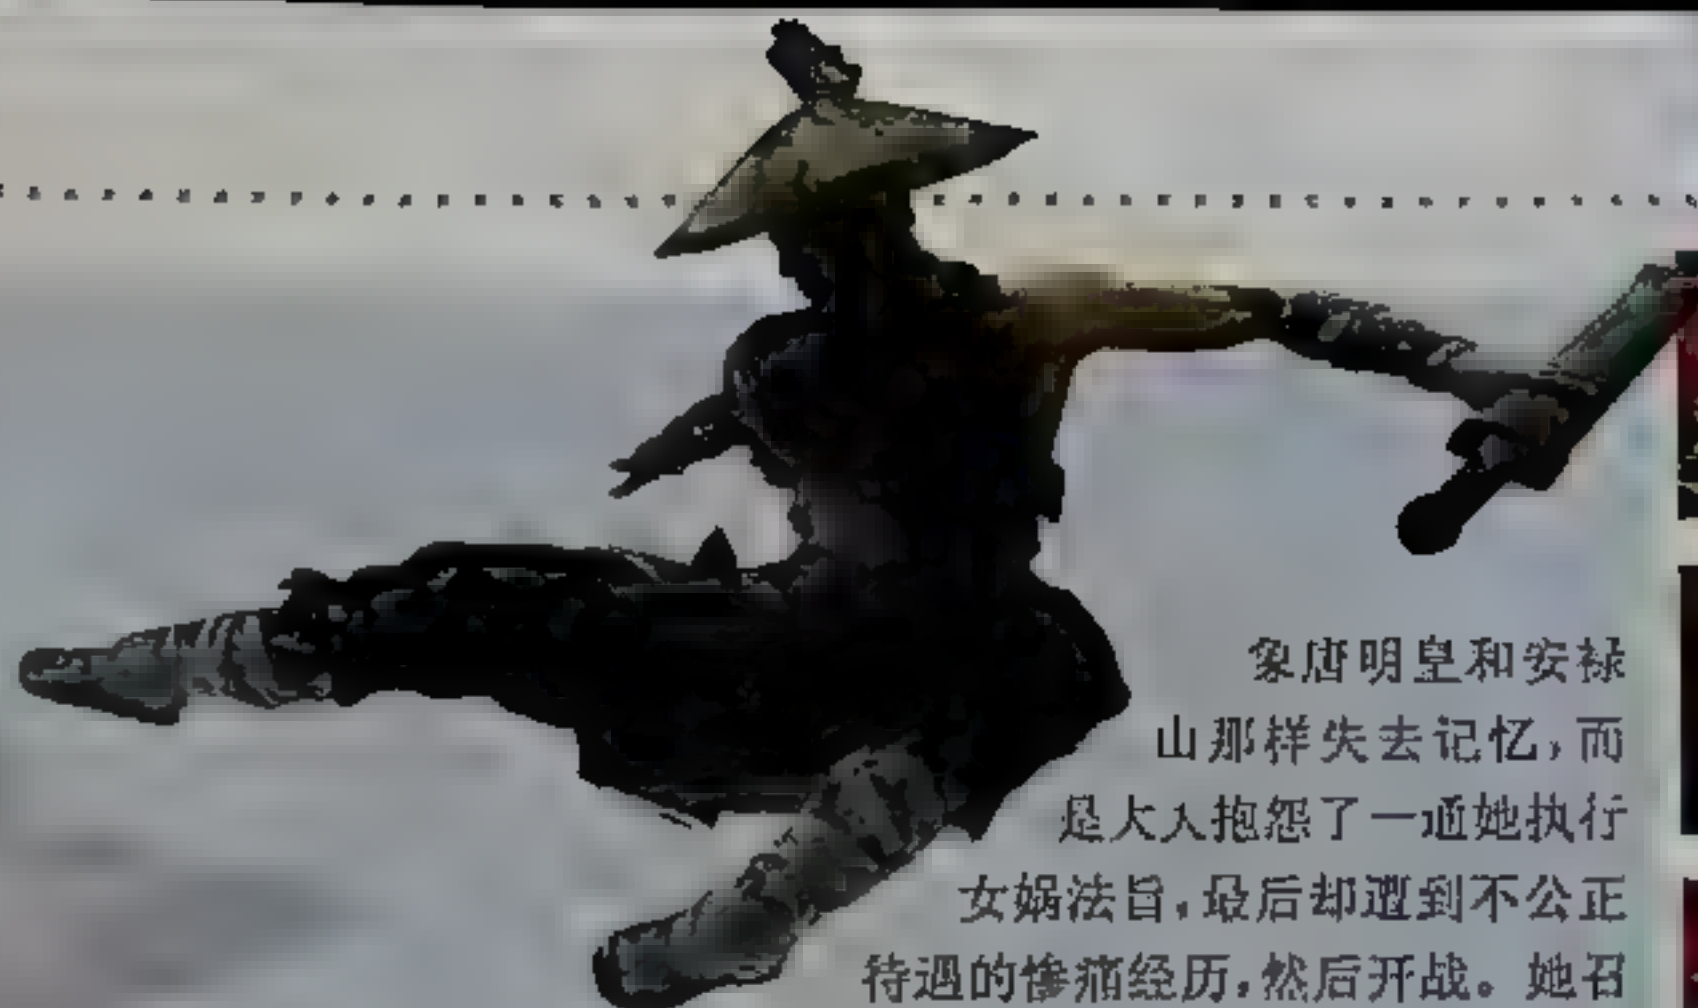 象唐明皇和安禄
山那样失去记忆，而
是大人抱怨了一通她执行
女娲法旨，最后却遭到不公正
待遇的惨痛经历，然后开战。她召